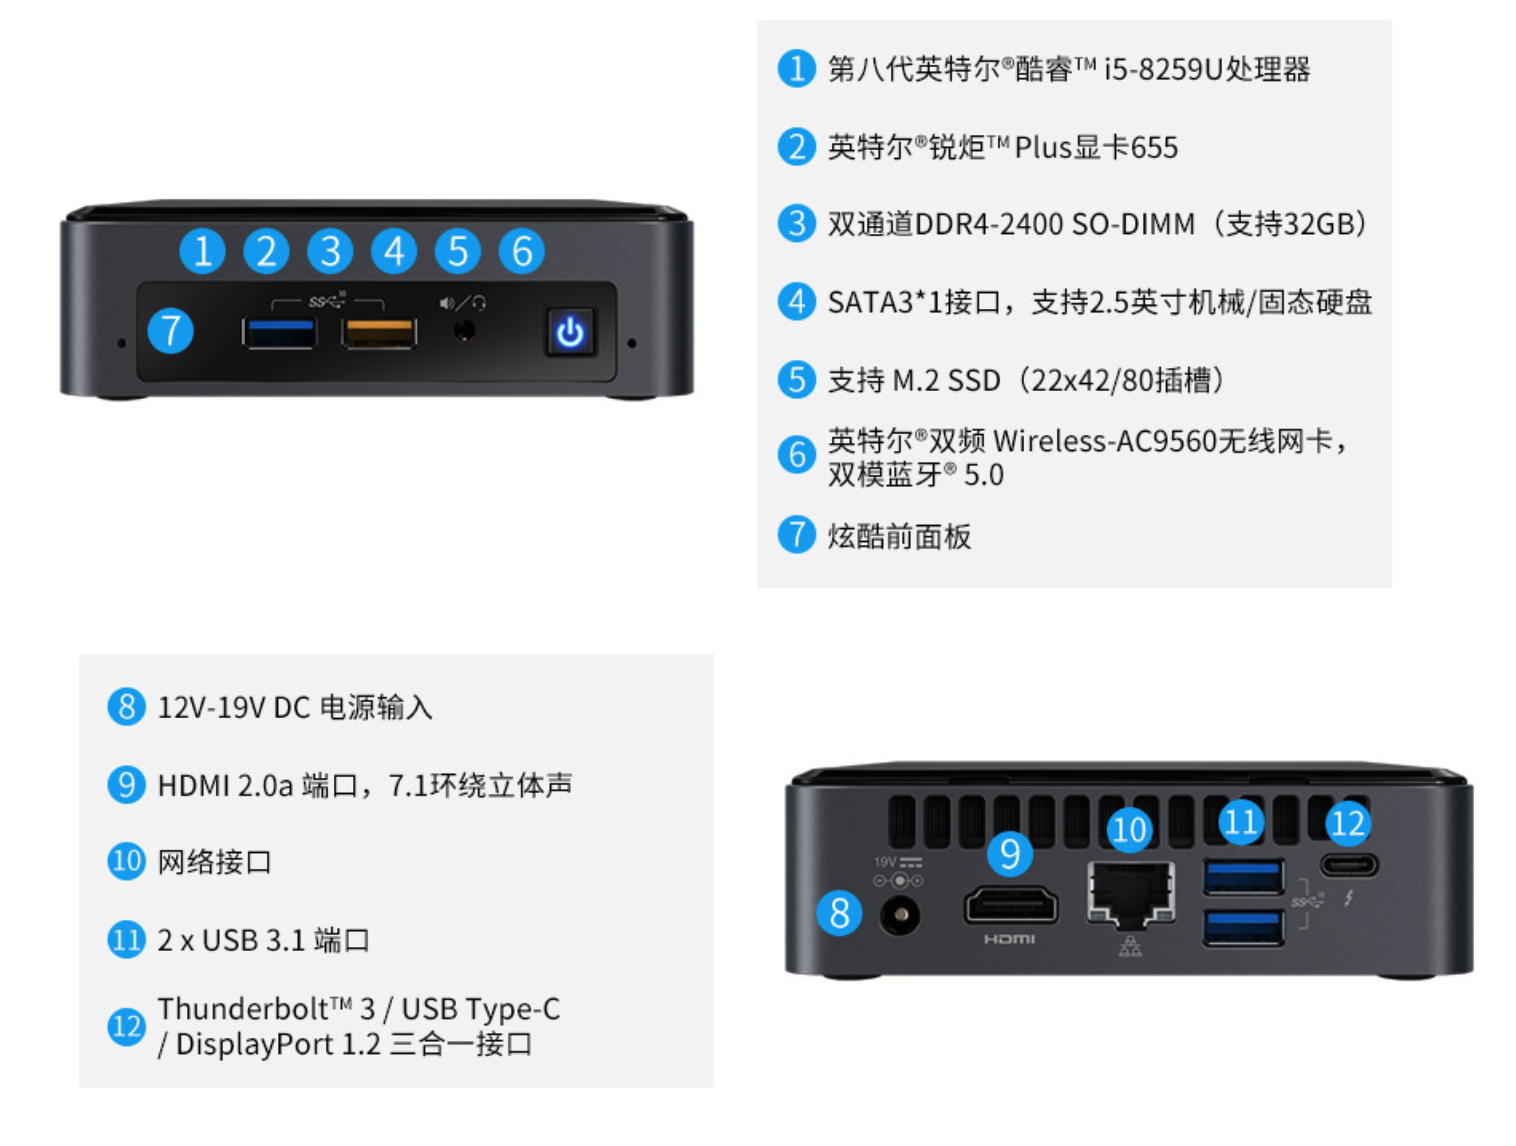 1 第八代英特尔®酷睿™ i5-8259U处理器
2 英特尔®锐炬™ Plus显卡655
3 双通道DDR4-2400 SO-DIMM（支持32GB）
4 SATA3*1接口，支持2.5英寸机械/固态硬盘
5 支持 M.2 SSD（22x42/80插槽）
6 英特尔®双频 Wireless-AC9560无线网卡，
双模蓝牙® 5.0
7 炫酷前面板
1 2 3 4 5 6
SS 10
7
8 12V-19V DC 电源输入
9 HDMI 2.0a 端口，7.1环绕立体声
10 网络接口
11 2 x USB 3.1 端口
12 Thunderbolt™ 3 / USB Type-C
/ DisplayPort 1.2 三合一接口
9 10 11 12
19V
8
SS 10
HDMI